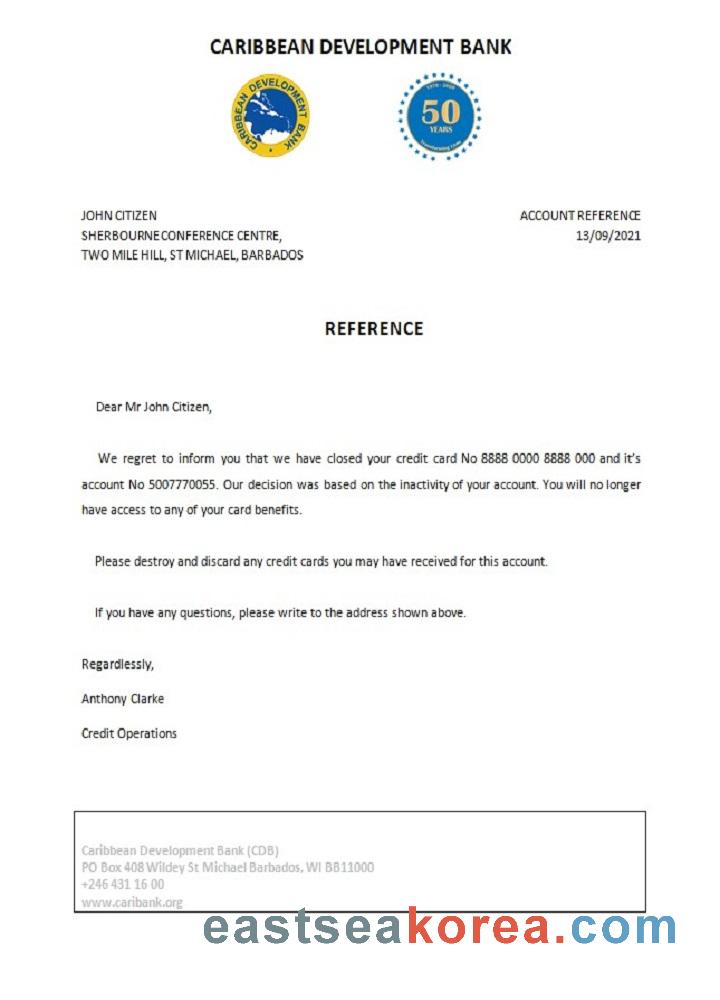 CARIBBEAN DEVELOPMENT BANK
CARIBBEAN DEVELOPMENT BANK
50
YEARS
JOHN CITIZEN
SHERBOURNE CONFERENCE CENTRE,
TWO MILE HILL, ST MICHAEL, BARBADOS
ACCOUNT REFERENCE
13/09/2021
REFERENCE
Dear Mr John Citizen,
We regret to inform you that we have closed your credit card No 8888 0000 8888 000 and it's
account No 5007770055. Our decision was based on the inactivity of your account. You will no longer
have access to any of your card benefits.
Please destroy and discard any credit cards you may have received for this account.
If you have any questions, please write to the address shown above.
Regardlessly,
Anthony Clarke
Credit Operations
Caribbean Development Bank (CDB)
PO Box 408 Wildey St Michael Barbados, WI BB11000
+246 431 16 00
www.caribank.org
eastseakorea.com